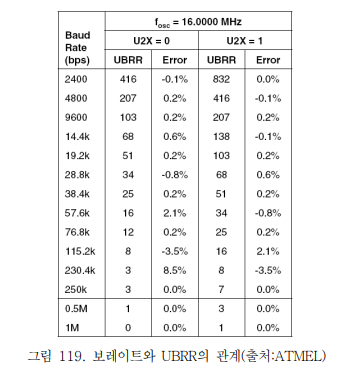 Baud Rate (bps) f_osc = 16.0000 MHz
U2X = 0 U2X = 1
UBRR Error UBRR Error
2400 416 -0.1% 832 0.0%
4800 207 0.2% 416 -0.1%
9600 103 0.2% 207 0.2%
14.4k 68 0.6% 138 -0.1%
19.2k 51 0.2% 103 0.2%
28.8k 34 -0.8% 68 0.6%
38.4k 25 0.2% 51 0.2%
57.6k 16 2.1% 34 -0.8%
76.8k 12 0.2% 25 0.2%
115.2k 8 -3.5% 16 2.1%
230.4k 3 8.5% 8 -3.5%
250k 3 0.0% 7 0.0%
0.5M 1 0.0% 3 0.0%
1M 0 0.0% 1 0.0%
그림 119. 보레이트와 UBRR의 관계(출처:ATMEL)